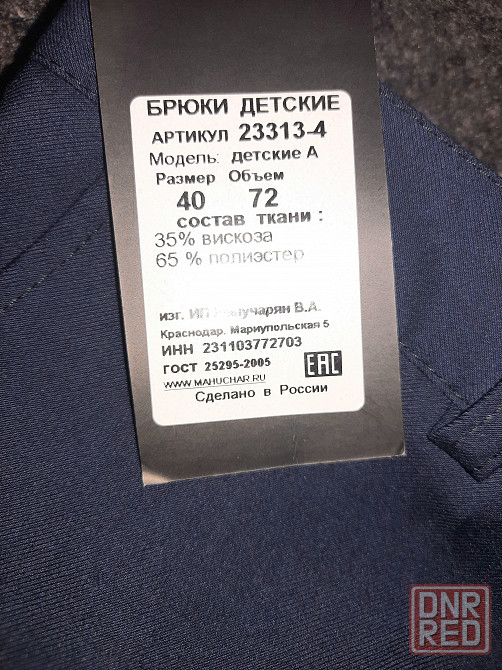 БРЮКИ ДЕТСКИЕ
АРТИКУЛ 23313-4
Модель: детские А
Размер Объем
40 72
состав ткани :
35% вискоза
65 % полиэстер
изг. ИП В.А.
Краснодар, Мариупольская 5
ИНН 231103772703
ГОСТ 25295-2005
WWW.MANUCHAR.RU
Сделано в России
EAC
DNR
RED